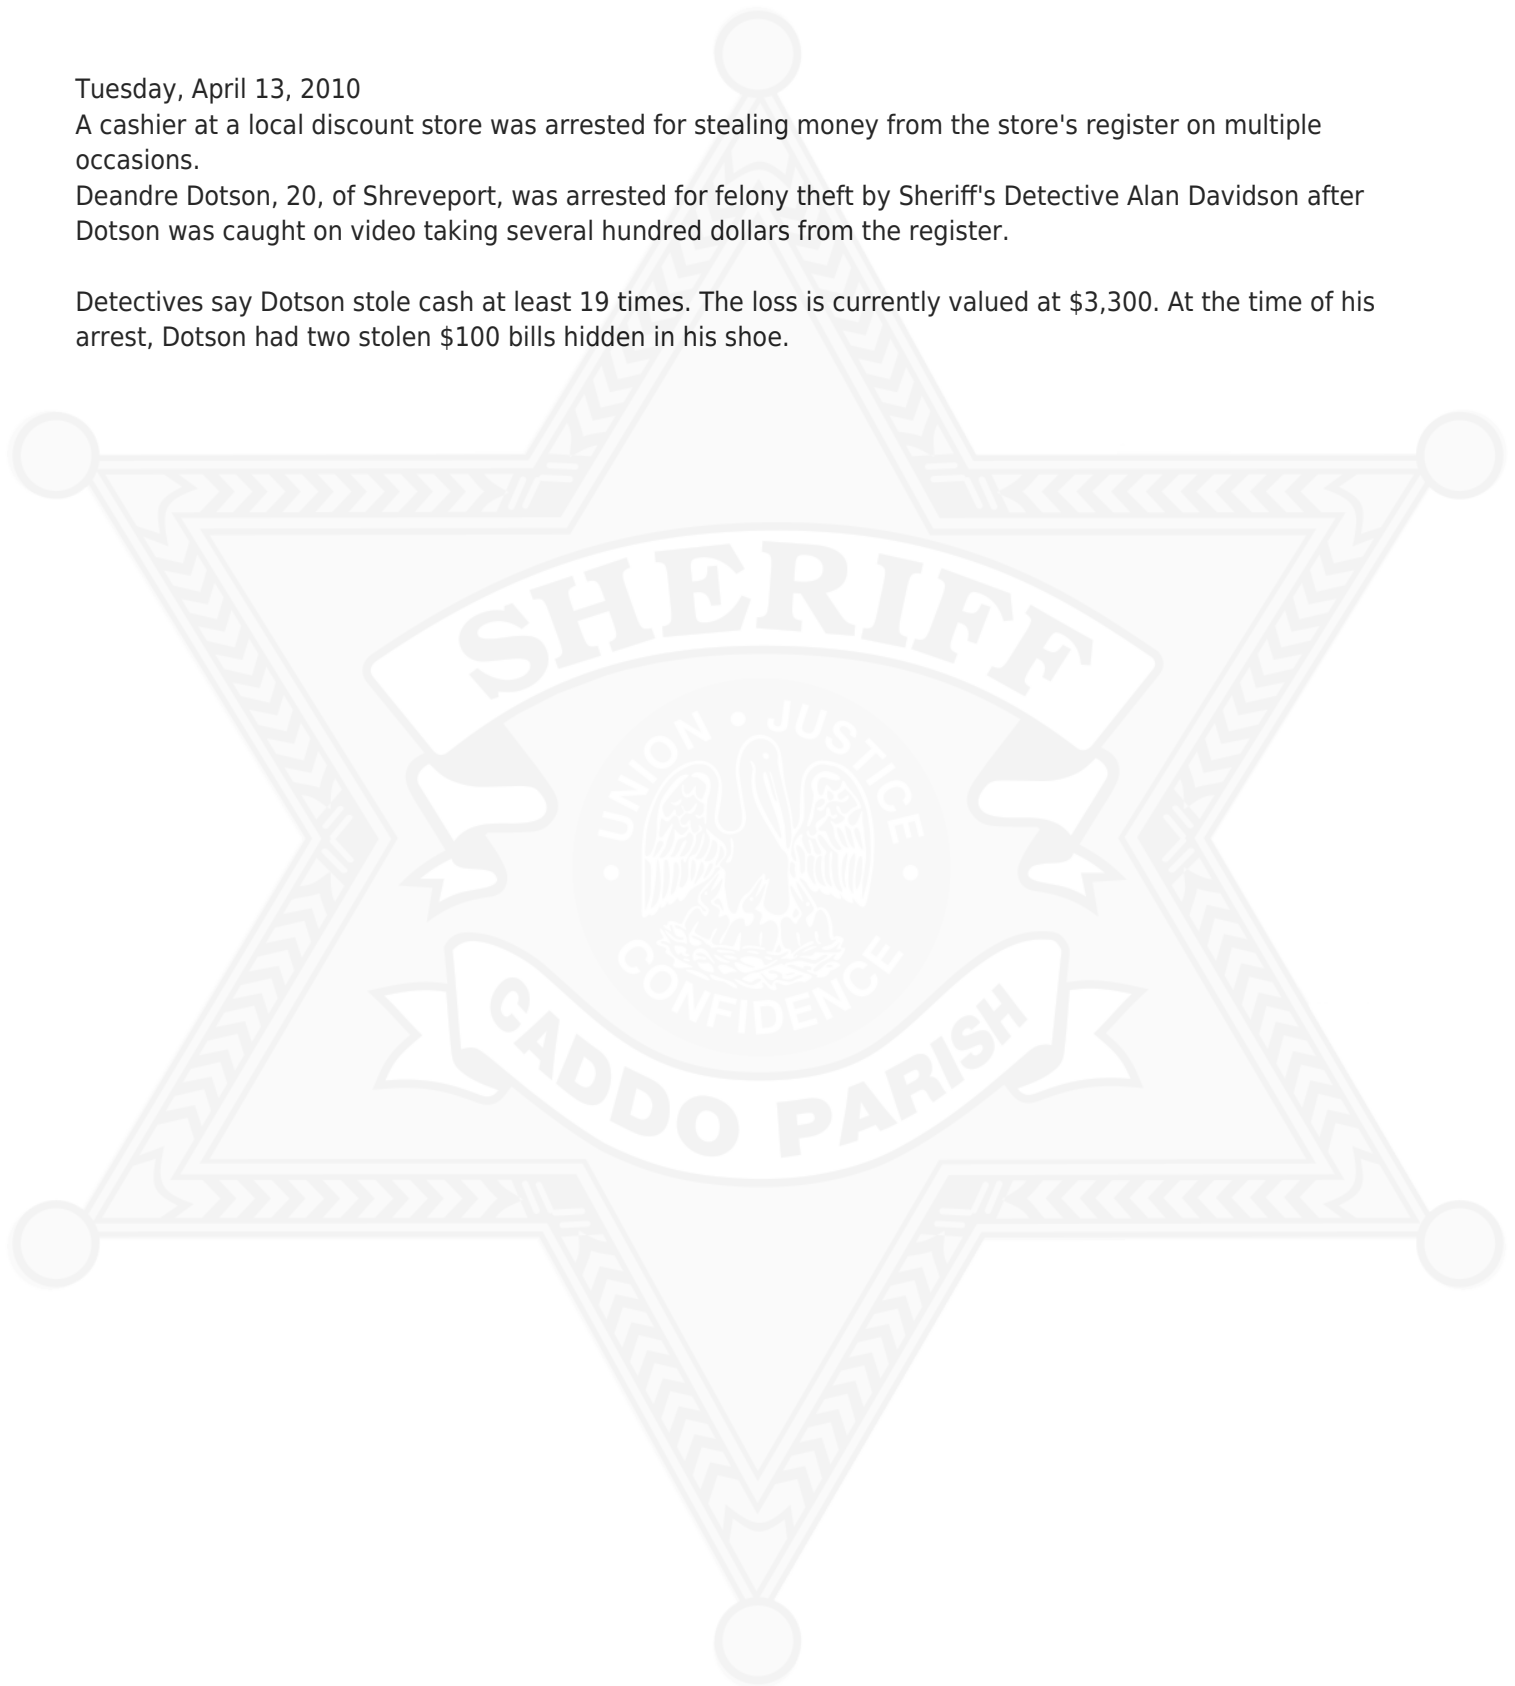 Tuesday, April 13, 2010
A cashier at a local discount store was arrested for stealing money from the store's register on multiple
occasions.
Deandre Dotson, 20, of Shreveport, was arrested for felony theft by Sheriff's Detective Alan Davidson after
Dotson was caught on video taking several hundred dollars from the register.
Detectives say Dotson stole cash at least 19 times. The loss is currently valued at $3,300. At the time of his
arrest, Dotson had two stolen $100 bills hidden in his shoe.
SHERIFF
UNION • JUSTICE
• CONFIDENCE •
CADDO PARISH